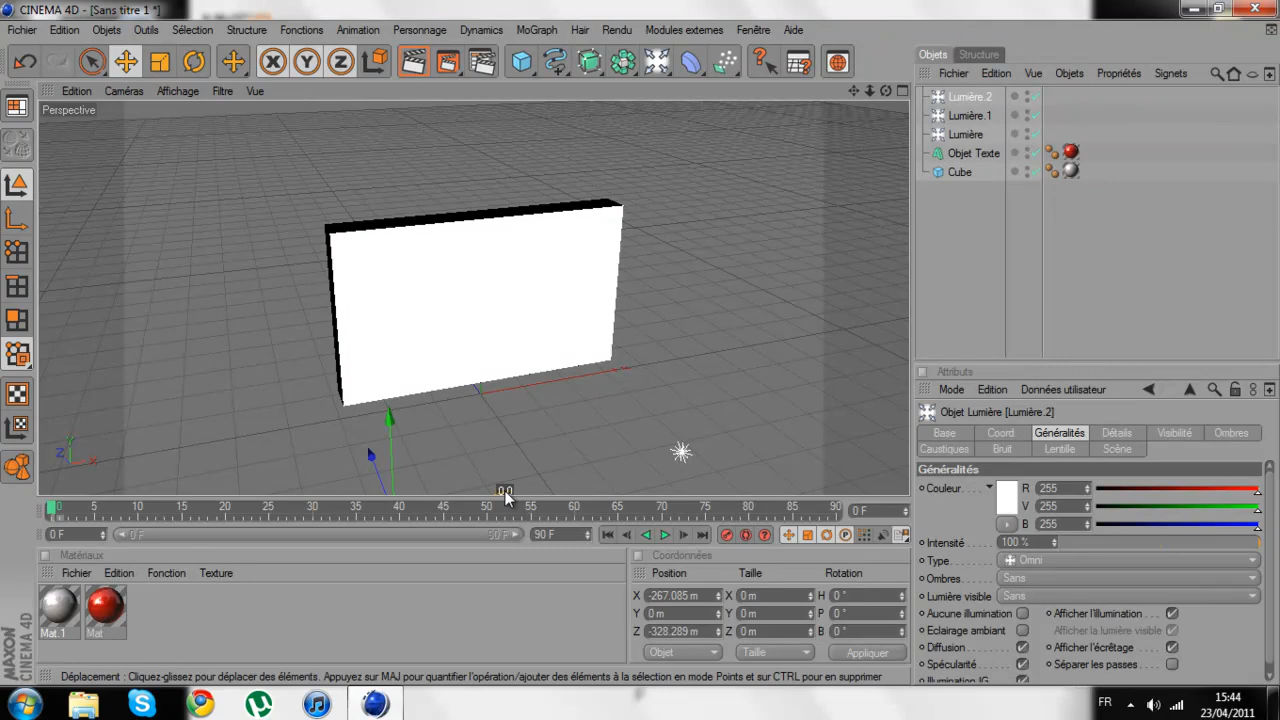 CINEMA 4D - [Sans titre 1 *]
Fichier Edition Objets Outils Sélection Structure Fonctions Animation Personnage Dynamics MoGraph Hair Rendu Modules externes Fenêtre Aide
Objets Structure
Fichier Edition Vue Objets Propriétés Signets
Edition Caméras Affichage Filtre Vue
Perspective
Lumière.2
Lumière.1
Lumière
Objet Texte
Cube
Attributs
Mode Edition Données utilisateur
Objet Lumière [Lumière.2]
Base Coord Généralités Détails Visibilité Ombres
Caustiques Bruit Lentille Scène
Généralités
Couleur R 255
V 255
B 255
Intensité 100 %
Type Omni
Ombres Sans
Lumière visible Sans
Aucune illumination Afficher l'illumination
Eclairage ambiant Afficher la lumière visible
Diffusion Afficher l'écrêtage
Spécularité Séparer les passes
Illumination IG
Y
Z X
0 5 10 15 20 25 30 35 40 45 50 55 60 65 70 75 80 85 90 0 F
0 F 0 F 90 F 90 F
Matériaux
Fichier Edition Fonction Texture
Mat.1 Mat
Coordonnées
Position Taille Rotation
X -267.085 m X 0 m H 0 °
Y 0 m Y 0 m P 0 °
Z -328.289 m Z 0 m B 0 °
Objet Taille Appliquer
MAXON
CINEMA 4D
Déplacement : Cliquez-glissez pour déplacer des éléments. Appuyez sur MAJ pour quantifier l'opération/ajouter des éléments à la sélection en mode Points et sur CTRL pour en supprimer
FR 15:44
23/04/2011